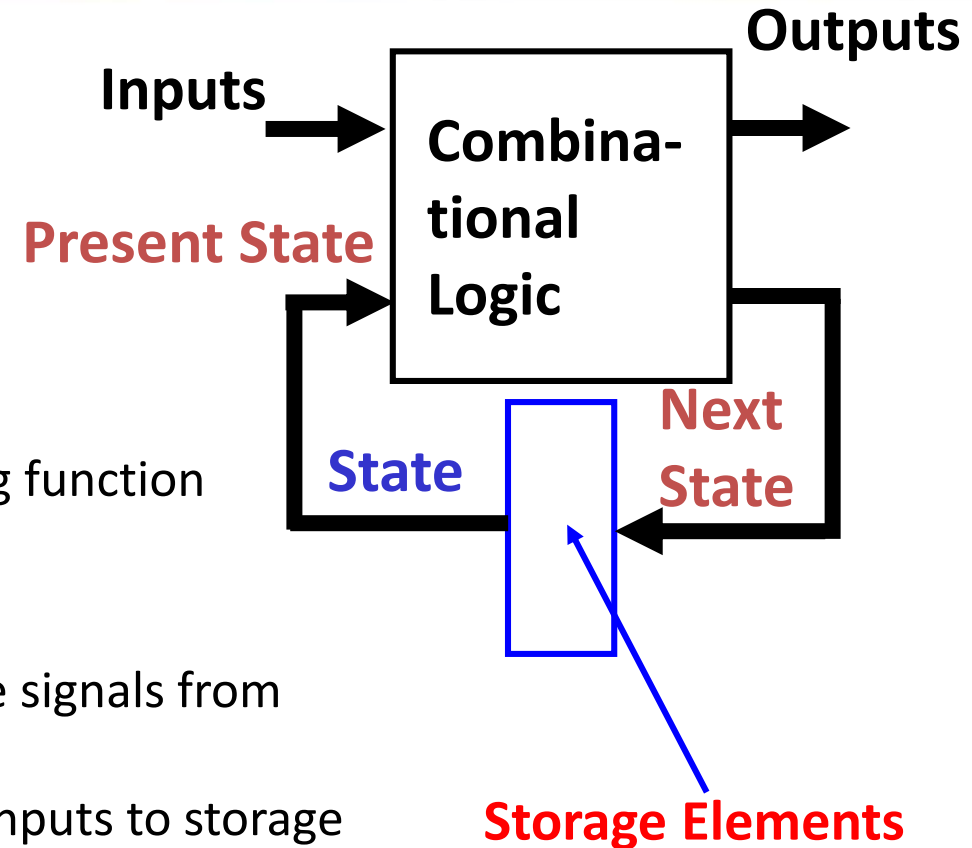 Outputs
Inputs
Combina-
tional
Logic
Present State
Next
State
State
g function
e signals from
nputs to storage
Storage Elements